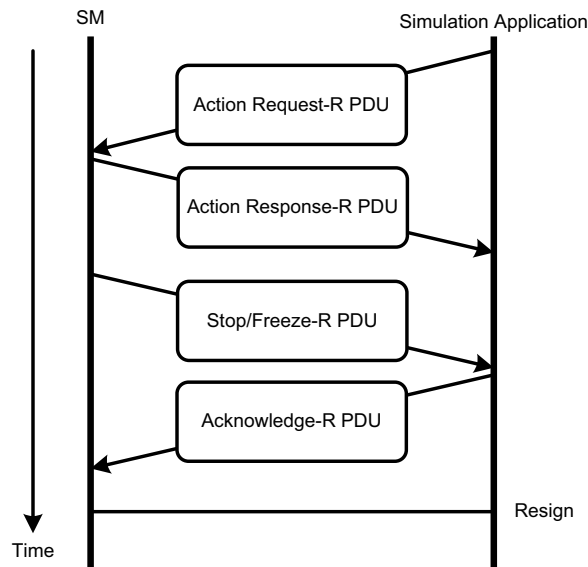 SM
Simulation Application
Action Request-R PDU
Action Response-R PDU
Stop/Freeze-R PDU
Acknowledge-R PDU
Resign
Time